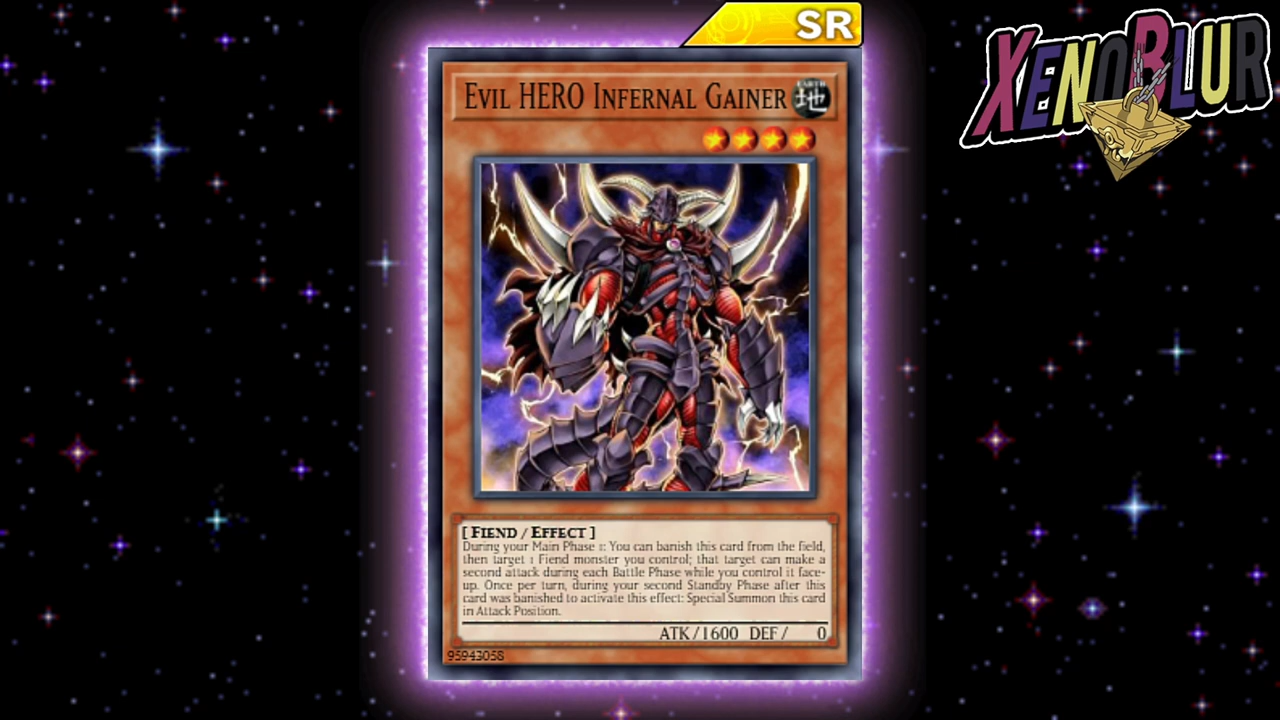 SR
XENOBLUR
EVIL HERO INFERNAL GAINER
EARTH
地
[ FIEND / EFFECT ]
During your Main Phase 1: You can banish this card from the field,
then target 1 Fiend monster you control; that target can make a
second attack during each Battle Phase while you control it face-
up. Once per turn, during your second Standby Phase after this
card was banished to activate this effect: Special Summon this card
in Attack Position.
ATK / 1600 DEF / 0
95943058